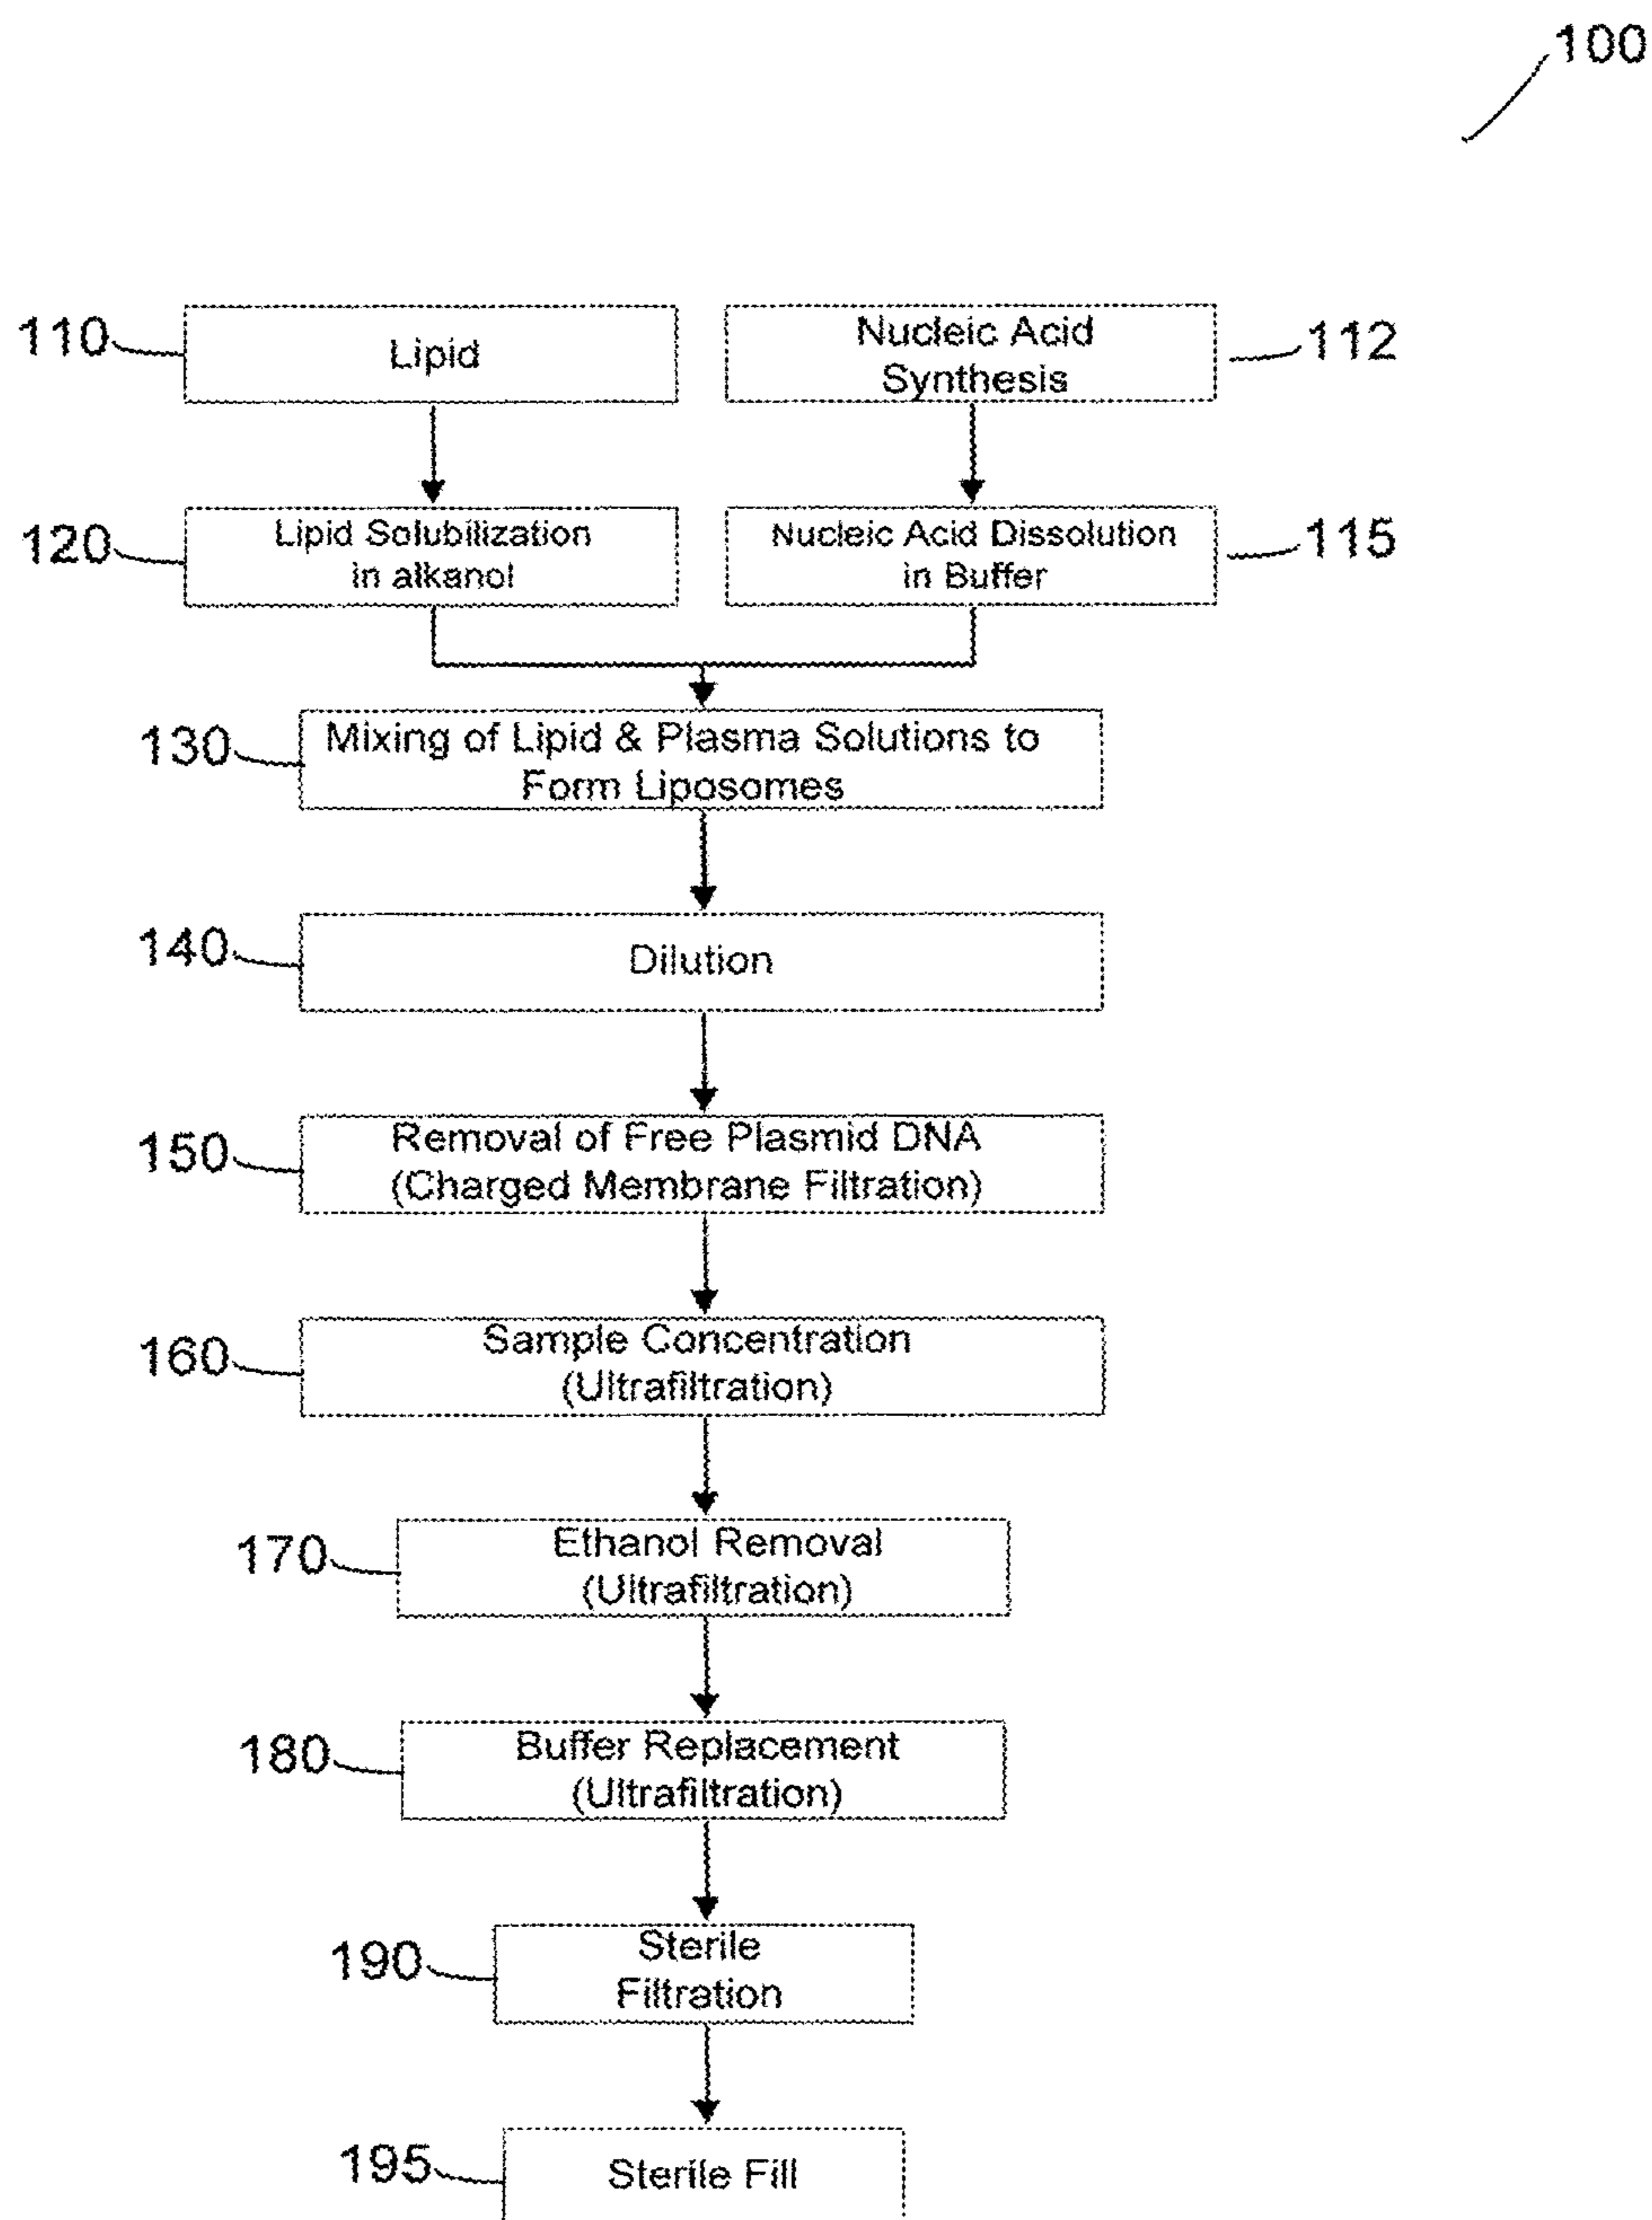 100
110
Lipid
Nucleic Acid
Synthesis
112
120
Lipid Solubilization
in alkanol
Nucleic Acid Dissolution
in Buffer
115
130
Mixing of Lipid & Plasma Solutions to
Form Liposomes
140
Dilution
150
Removal of Free Plasmid DNA
(Charged Membrane Filtration)
160
Sample Concentration
(Ultrafiltration)
170
Ethanol Removal
(Ultrafiltration)
180
Buffer Replacement
(Ultrafiltration)
190
Sterile
Filtration
195
Sterile Fill